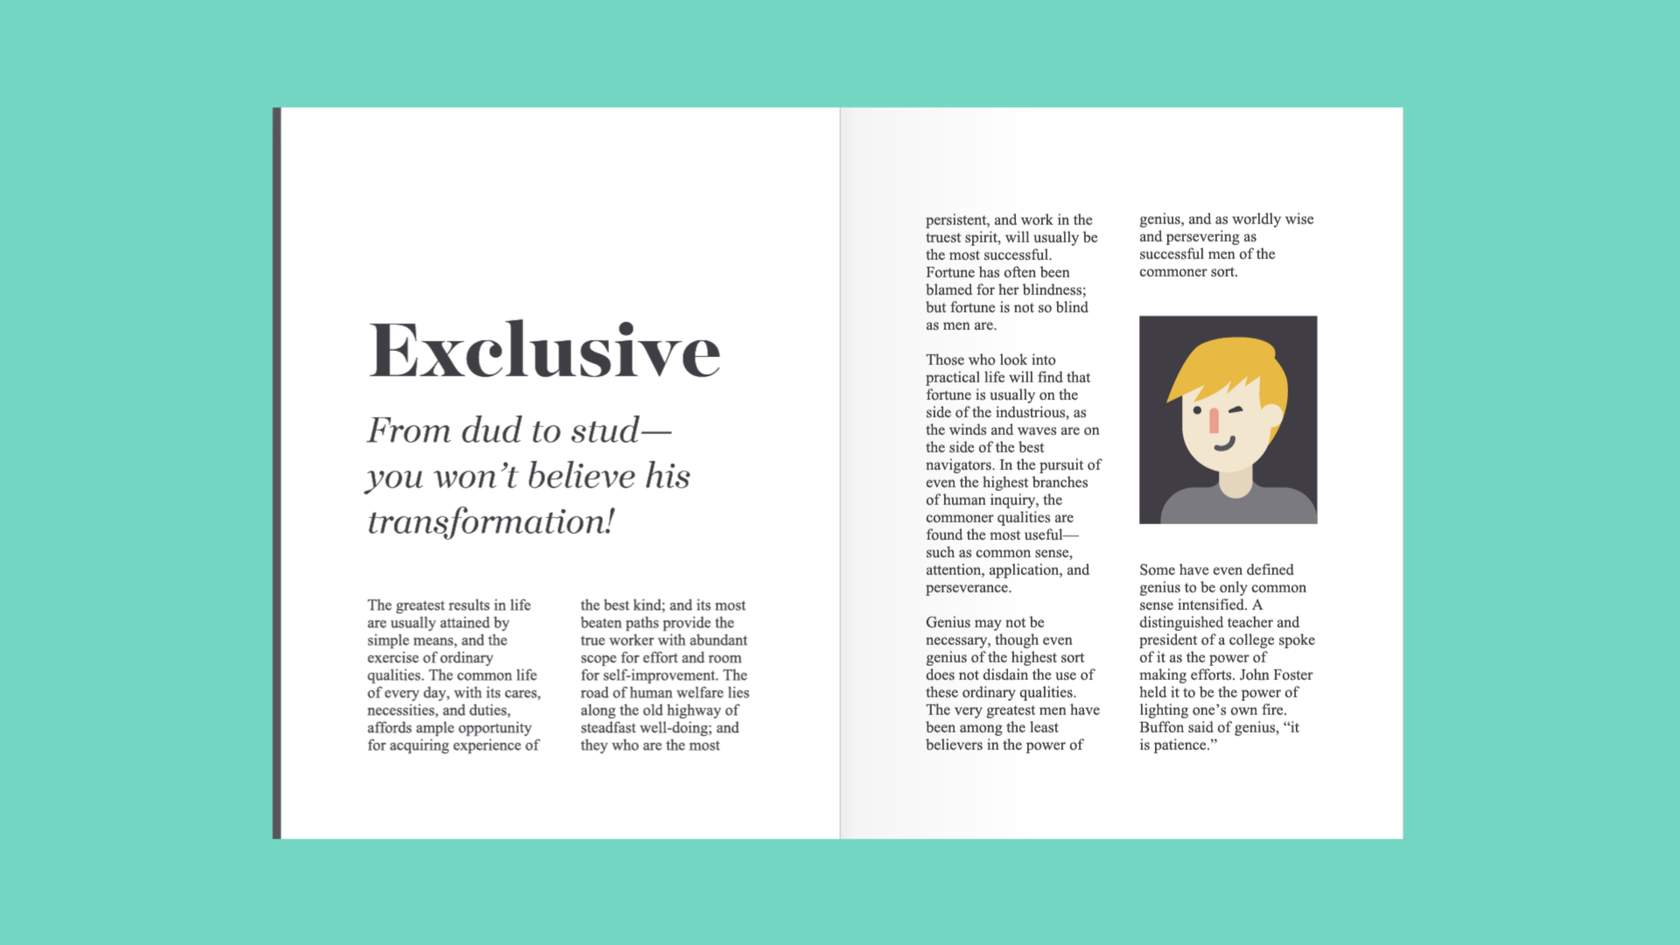 Exclusive
From dud to stud—
you won’t believe his
transformation!
The greatest results in life
are usually attained by
simple means, and the
exercise of ordinary
qualities. The common life
of every day, with its cares,
necessities, and duties,
affords ample opportunity
for acquiring experience of
the best kind; and its most
beaten paths provide the
true worker with abundant
scope for effort and room
for self-improvement. The
road of human welfare lies
along the old highway of
steadfast well-doing; and
they who are the most
persistent, and work in the
truest spirit, will usually be
the most successful.
Fortune has often been
blamed for her blindness;
but fortune is not so blind
as men are.
Those who look into
practical life will find that
fortune is usually on the
side of the industrious, as
the winds and waves are on
the side of the best
navigators. In the pursuit of
even the highest branches
of human inquiry, the
commoner qualities are
found the most useful—
such as common sense,
attention, application, and
perseverance.
Genius may not be
necessary, though even
genius of the highest sort
does not disdain the use of
these ordinary qualities.
The very greatest men have
been among the least
believers in the power of
genius, and as worldly wise
and persevering as
successful men of the
commoner sort.
Some have even defined
genius to be only common
sense intensified. A
distinguished teacher and
president of a college spoke
of it as the power of
making efforts. John Foster
held it to be the power of
lighting one’s own fire.
Buffon said of genius, “it
is patience.”